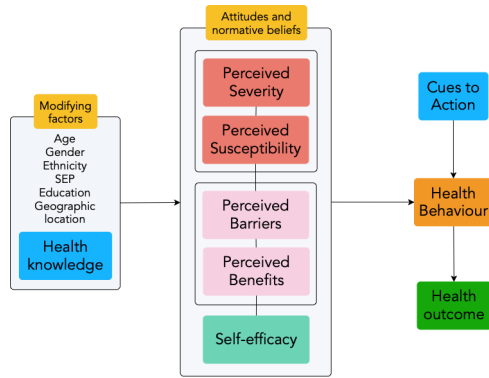 Modifying
factors
Age
Gender
Ethnicity
SEP
Education
Geographic
location
Health
knowledge
Attitudes and
normative beliefs
Perceived
Severity
Perceived
Susceptibility
Perceived
Barriers
Perceived
Benefits
Self-efficacy
Cues to
Action
Health
Behaviour
Health
outcome